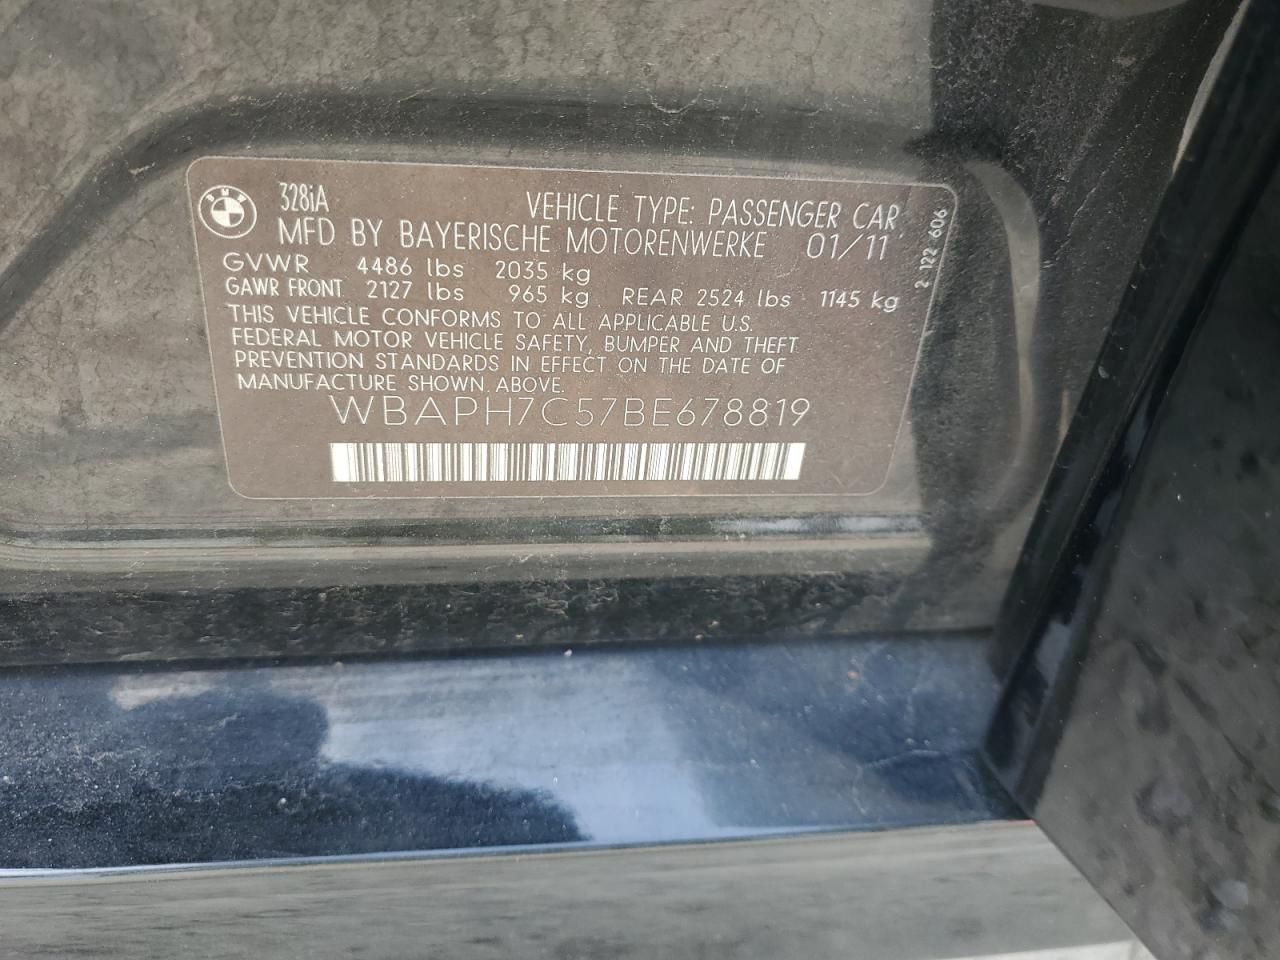 BMW
328iA
VEHICLE TYPE: PASSENGER CAR
MFD BY BAYERISCHE MOTORENWERKE 01/11
GVWR 4486 lbs 2035 kg
GAWR FRONT 2127 lbs 965 kg REAR 2524 lbs 1145 kg
THIS VEHICLE CONFORMS TO ALL APPLICABLE U.S.
FEDERAL MOTOR VEHICLE SAFETY, BUMPER AND THEFT
PREVENTION STANDARDS IN EFFECT ON THE DATE OF
MANUFACTURE SHOWN ABOVE.
WBAPH7C57BE678819
2 122 606